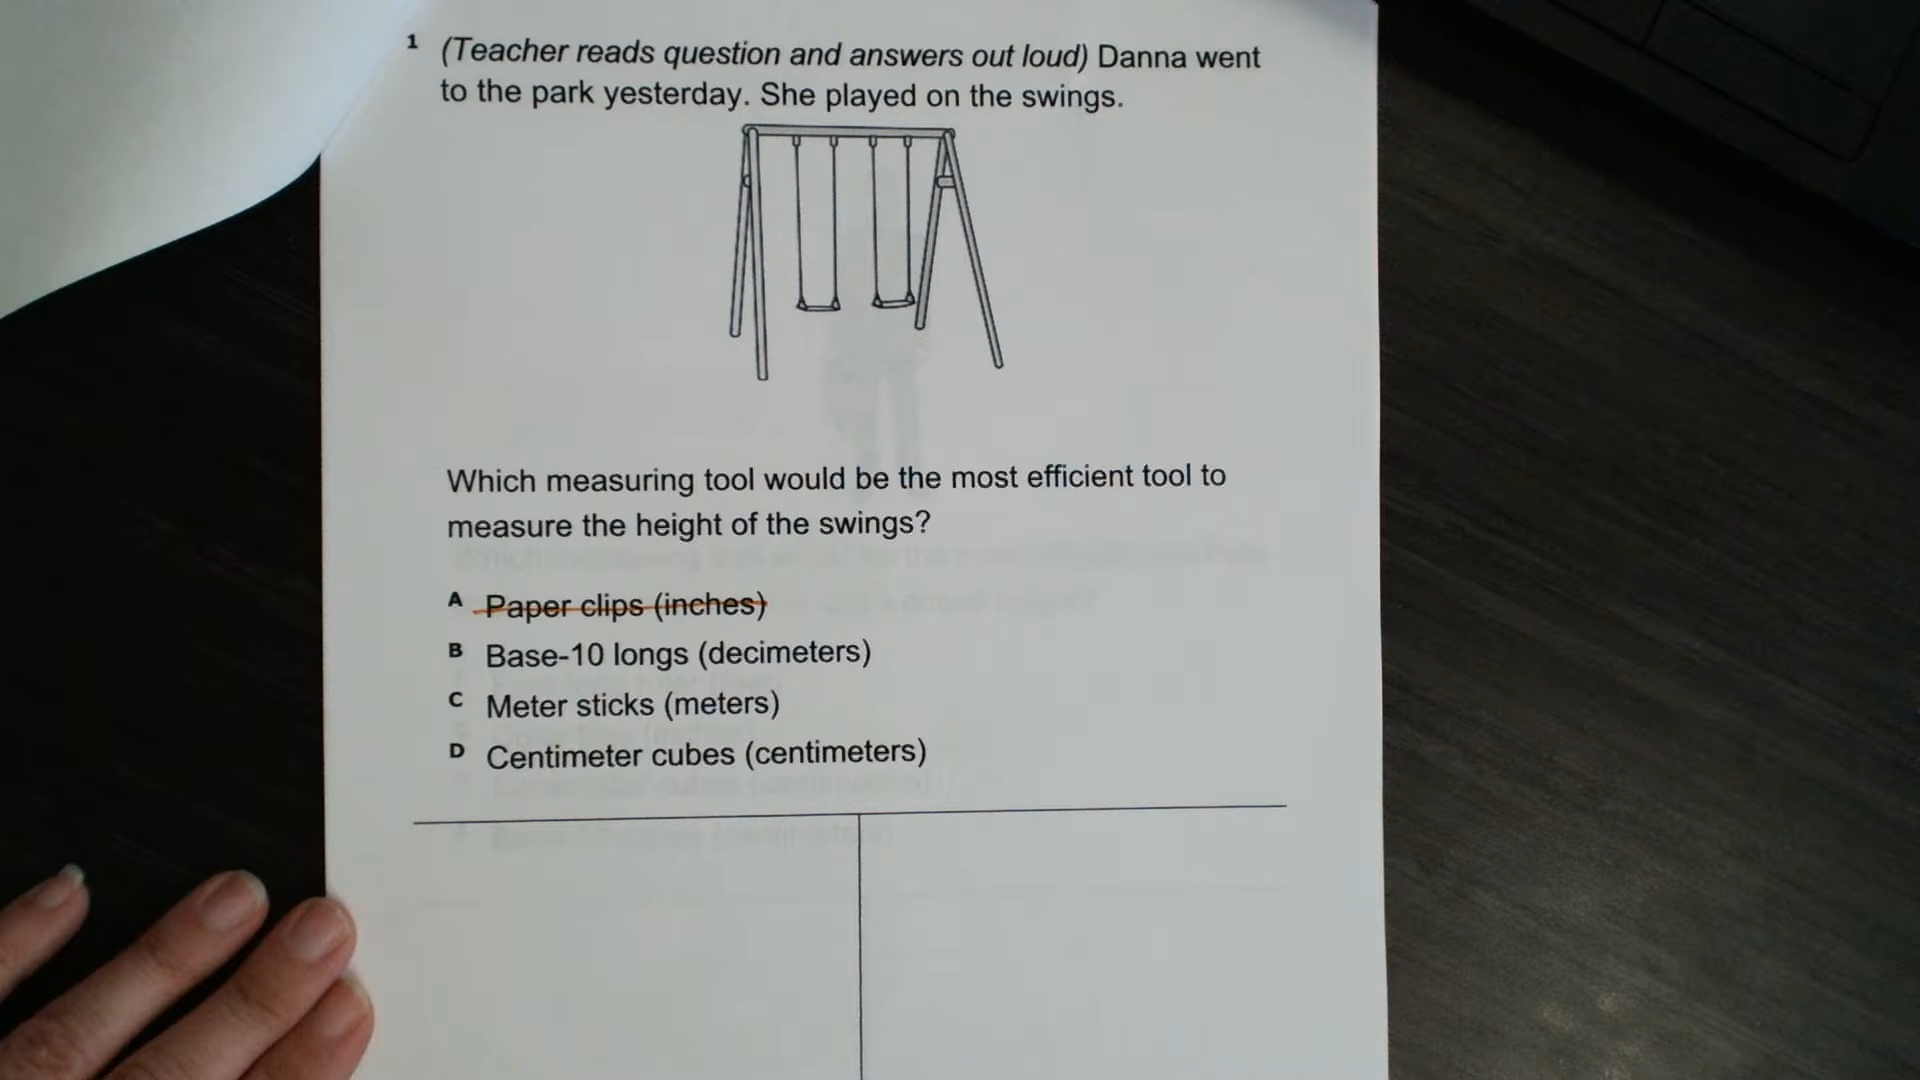 1 (Teacher reads question and answers out loud) Danna went
to the park yesterday. She played on the swings.
Which measuring tool would be the most efficient tool to
measure the height of the swings?
A Paper clips (inches)
B Base-10 longs (decimeters)
C Meter sticks (meters)
D Centimeter cubes (centimeters)